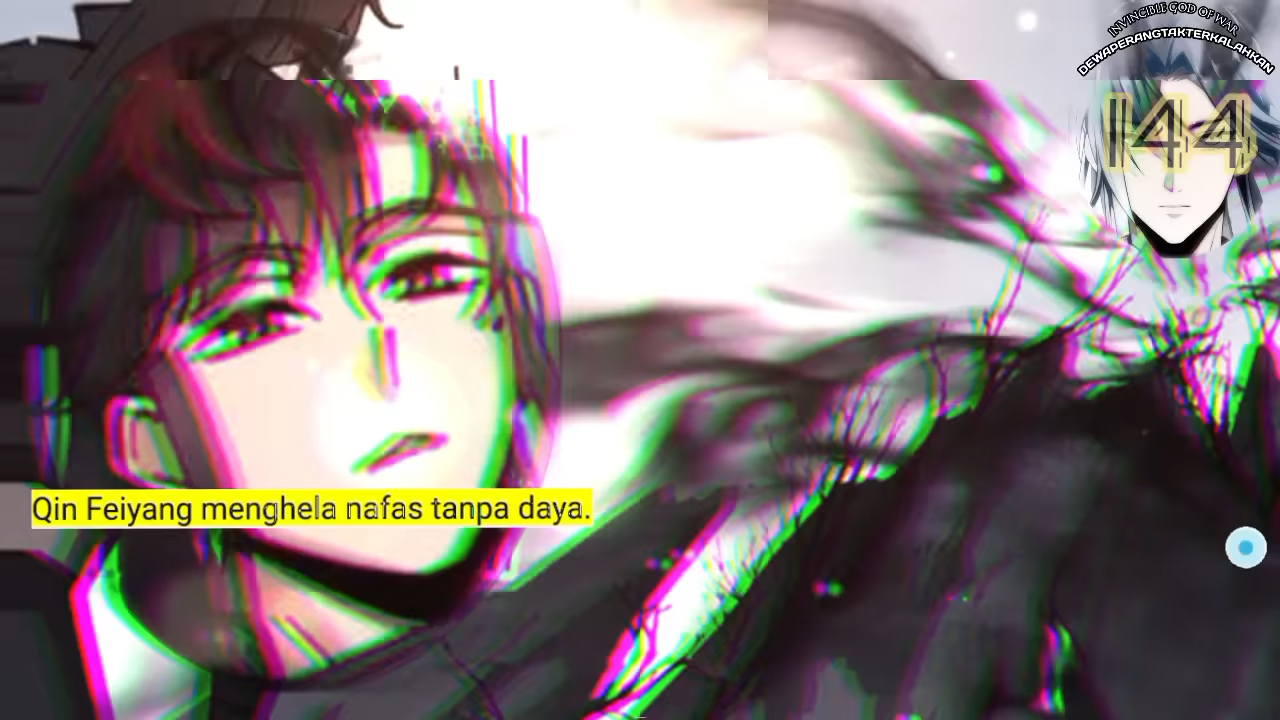 INVINCIBLE GOD OF WAR
DEWAPERANGTAKTERKALAHKAN
144
Qin Feiyang menghela nafas tanpa daya.